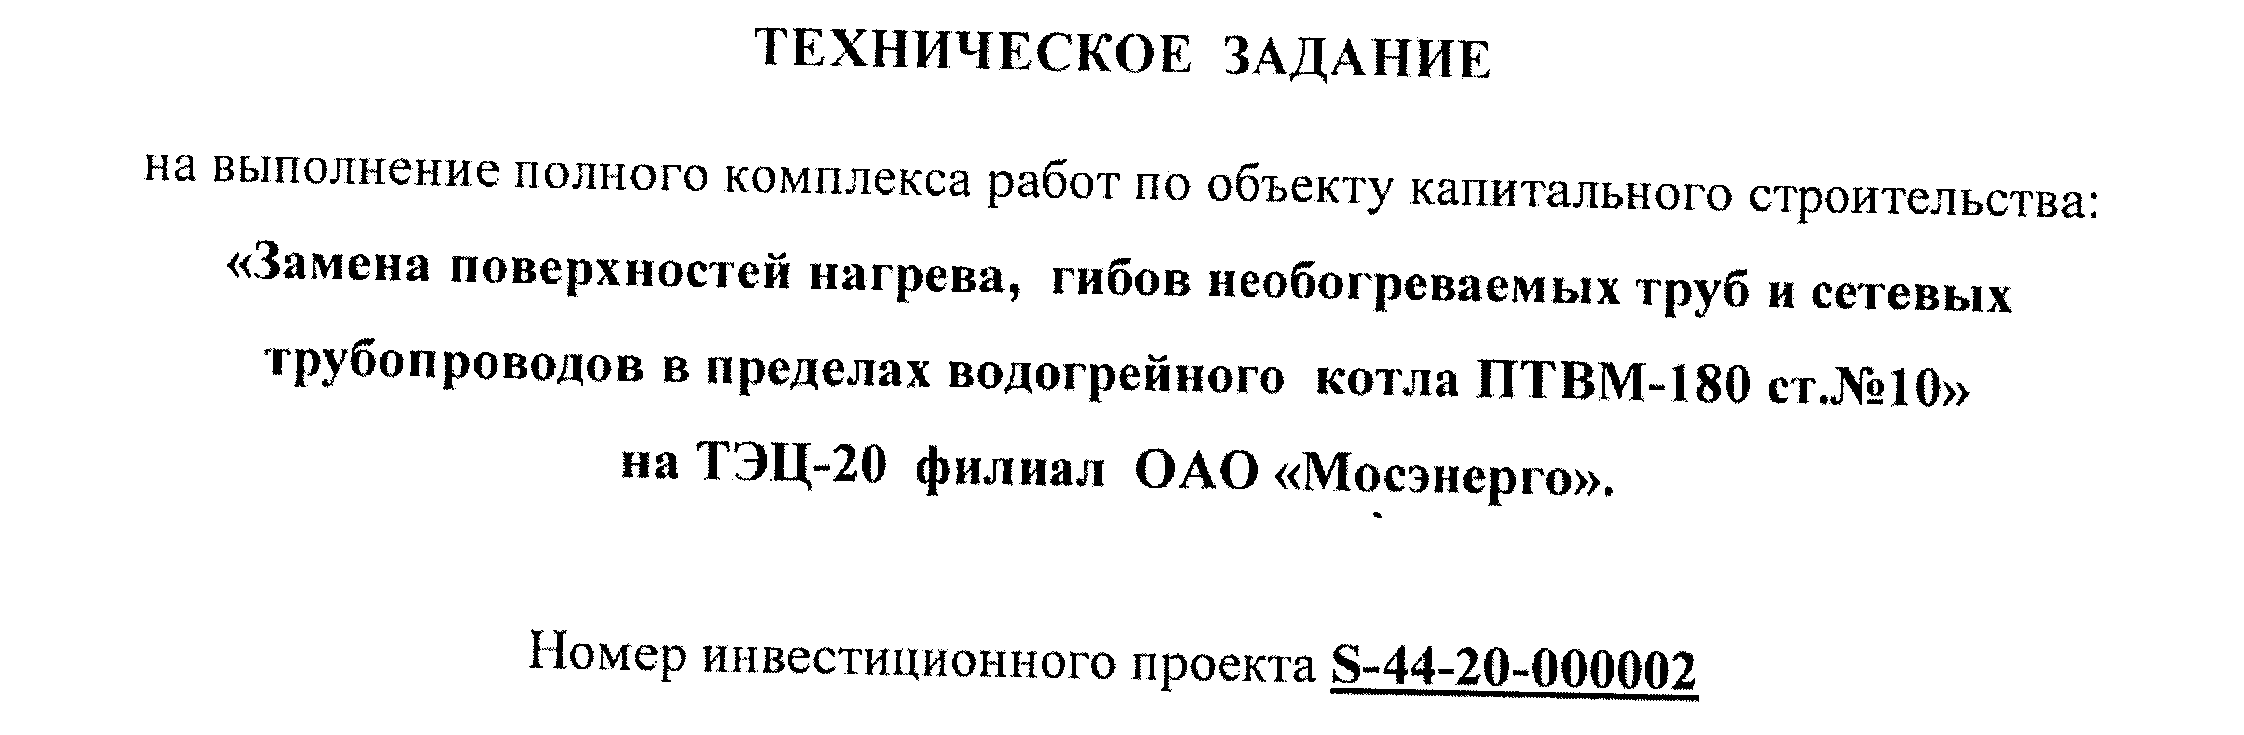 ТЕХНИЧЕСКОЕ ЗАДАНИЕ
на выполнение полного комплекса работ по объекту капитального строительства:
«Замена поверхностей нагрева, гибов необогреваемых труб и сетевых
трубопроводов в пределах водогрейного котла ПТВМ-180 ст.№10»
на ТЭЦ-20 филиал ОАО «Мосэнерго».
Номер инвестиционного проекта S-44-20-000002